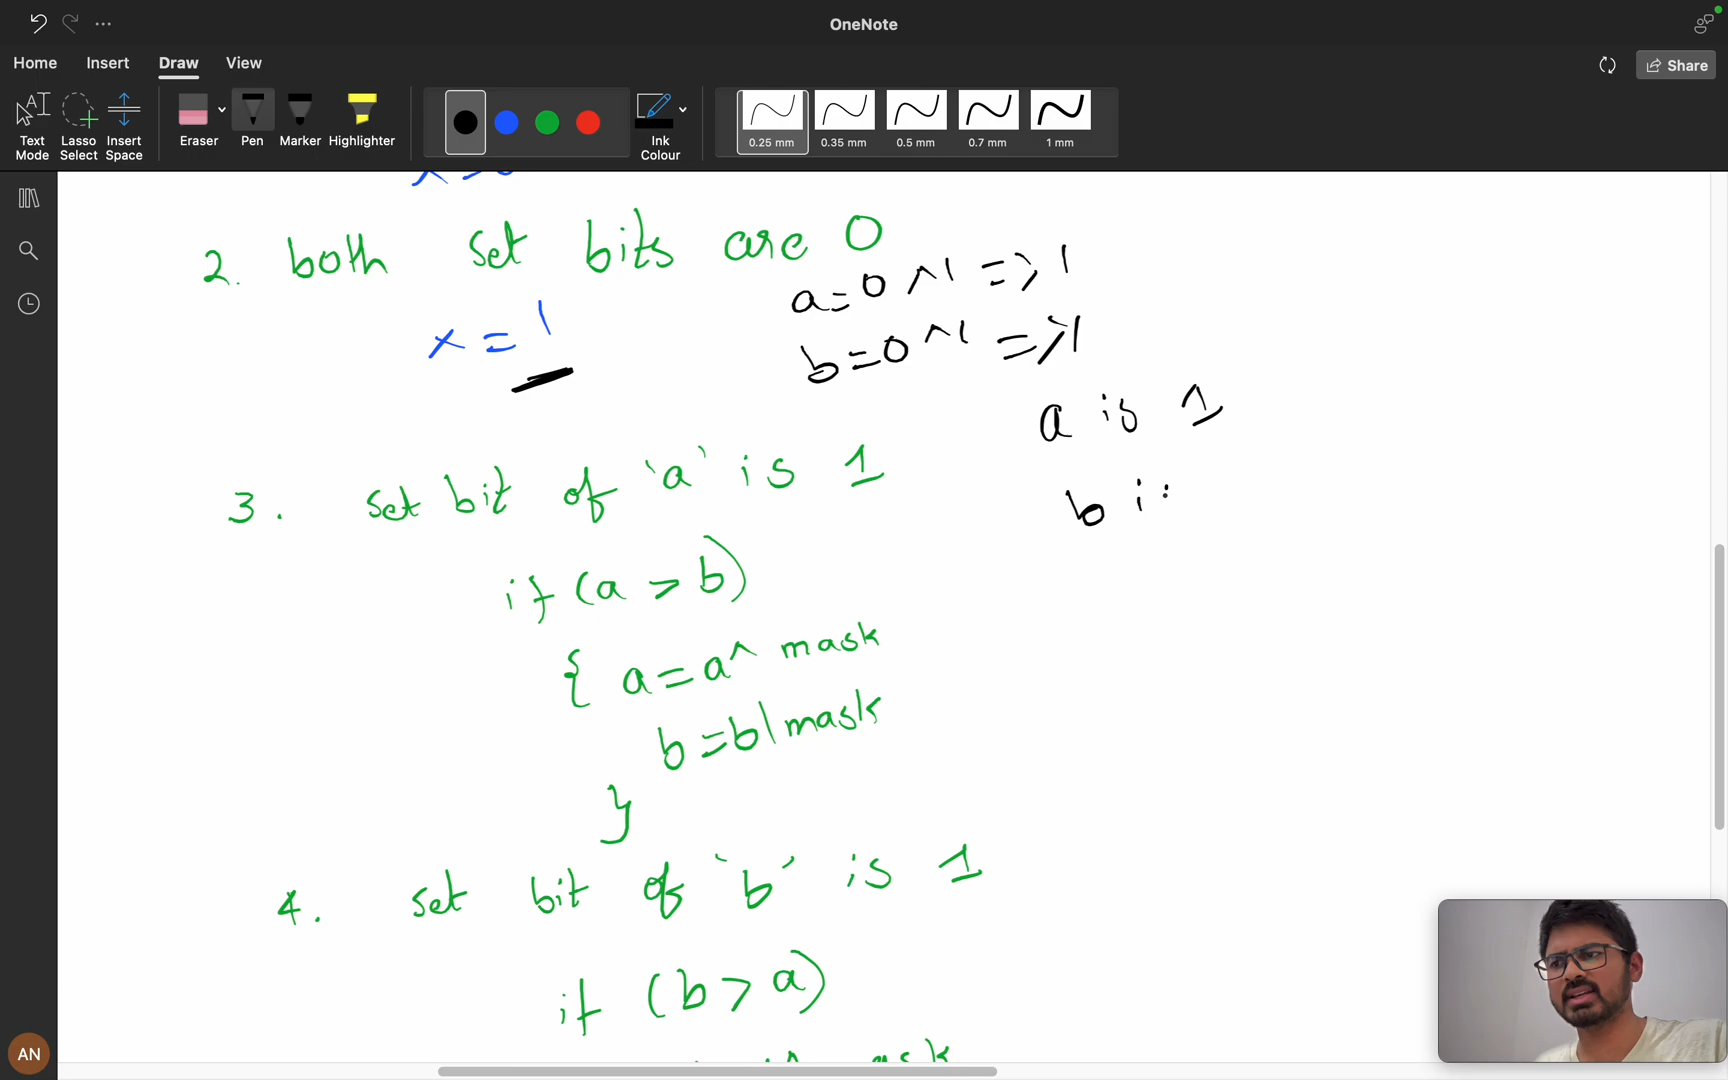 OneNote
Home Insert Draw View
Share
Text Mode
Lasso Select
Insert Space
Eraser
Pen
Marker
Highlighter
Ink Colour
0.25 mm
0.35 mm
0.5 mm
0.7 mm
1 mm
2. both set bits are 0
a=0^1 => 1
x = 1
b=0^1 => 1
a is 1
3. set bit of 'a' is 1
b i
if (a > b)
{ a = a^ mask
b = b| mask
}
4. set bit of 'b' is 1
if (b > a)
AN